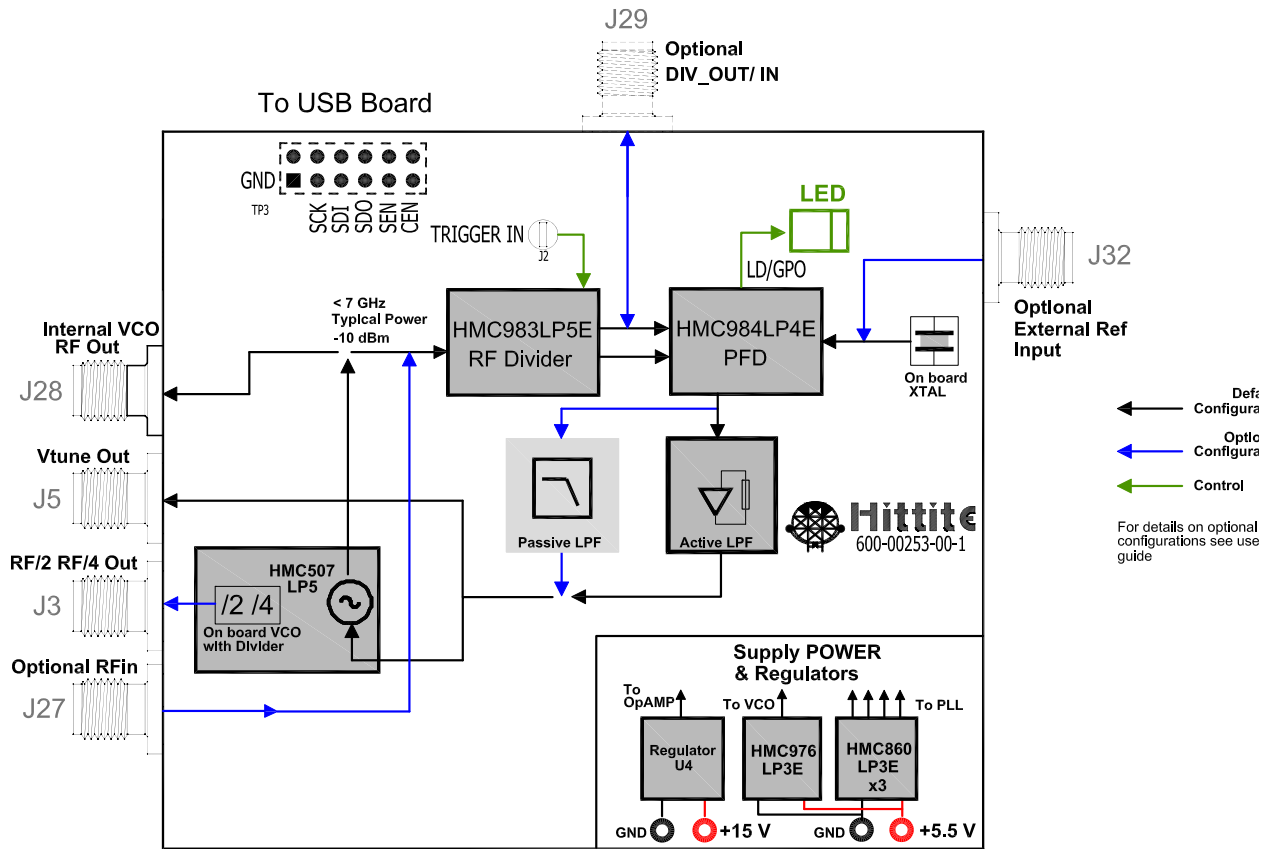 J29
Optional
DIV_OUT/ IN
To USB Board
GND
TP3
SCK
SDI
SDO
SEN
CEN
TRIGGER IN
J2
LED
LD/GPO
J32
Optional
External Ref
Input
< 7 GHz
Typical Power
-10 dBm
HMC983LP5E
RF Divider
HMC984LP4E
PFD
On board
XTAL
Internal VCO
RF Out
J28
Vtune Out
J5
RF/2 RF/4 Out
J3
Optional RFin
J27
Passive LPF
Active LPF
Hittite
600-00253-00-1
HMC507
LP5
/2 /4
On board VCO
with Divider
Defa
Configura
Optio
Configura
Control
For details on optional
configurations see use
guide
Supply POWER
& Regulators
To
OpAMP
To VCO
To PLL
Regulator
U4
HMC976
LP3E
HMC860
LP3E
x3
GND
+15 V
GND
+5.5 V